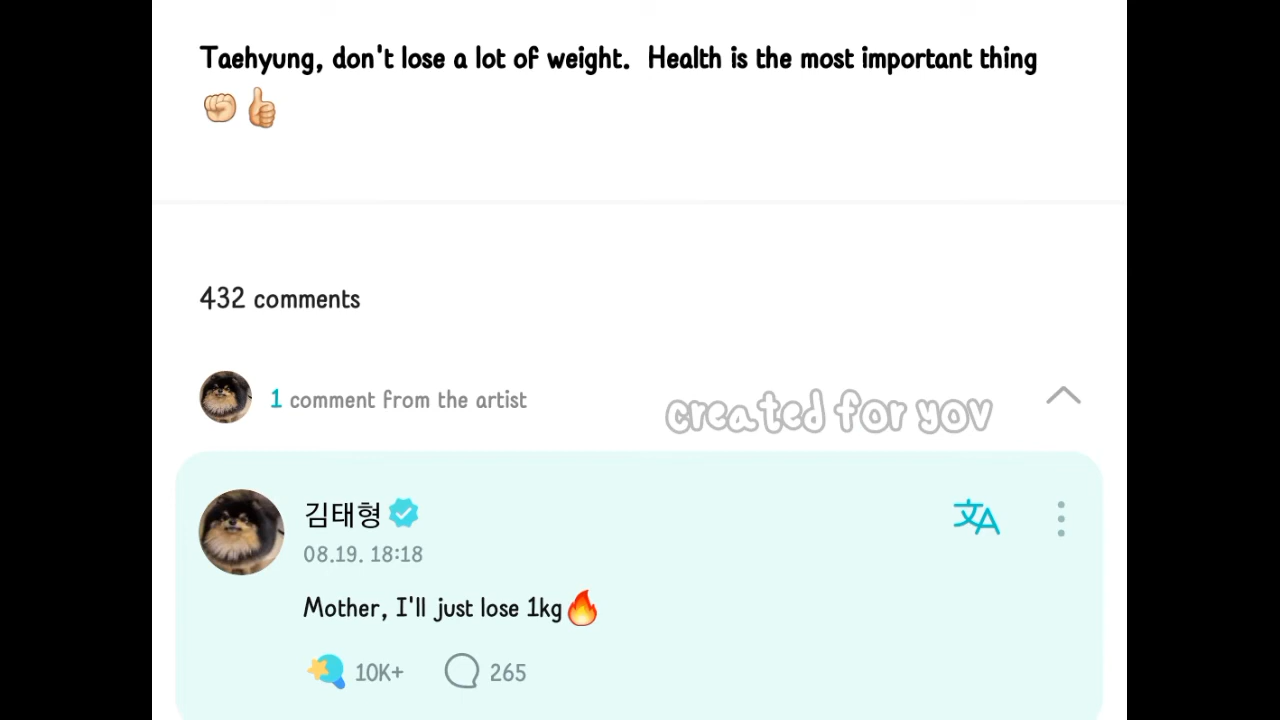 Taehyung, don't lose a lot of weight. Health is the most important thing
✊🏻👍🏻
432 comments
1 comment from the artist
created for you
김태형
08.19. 18:18
Mother, I'll just lose 1kg🔥
10K+ 265